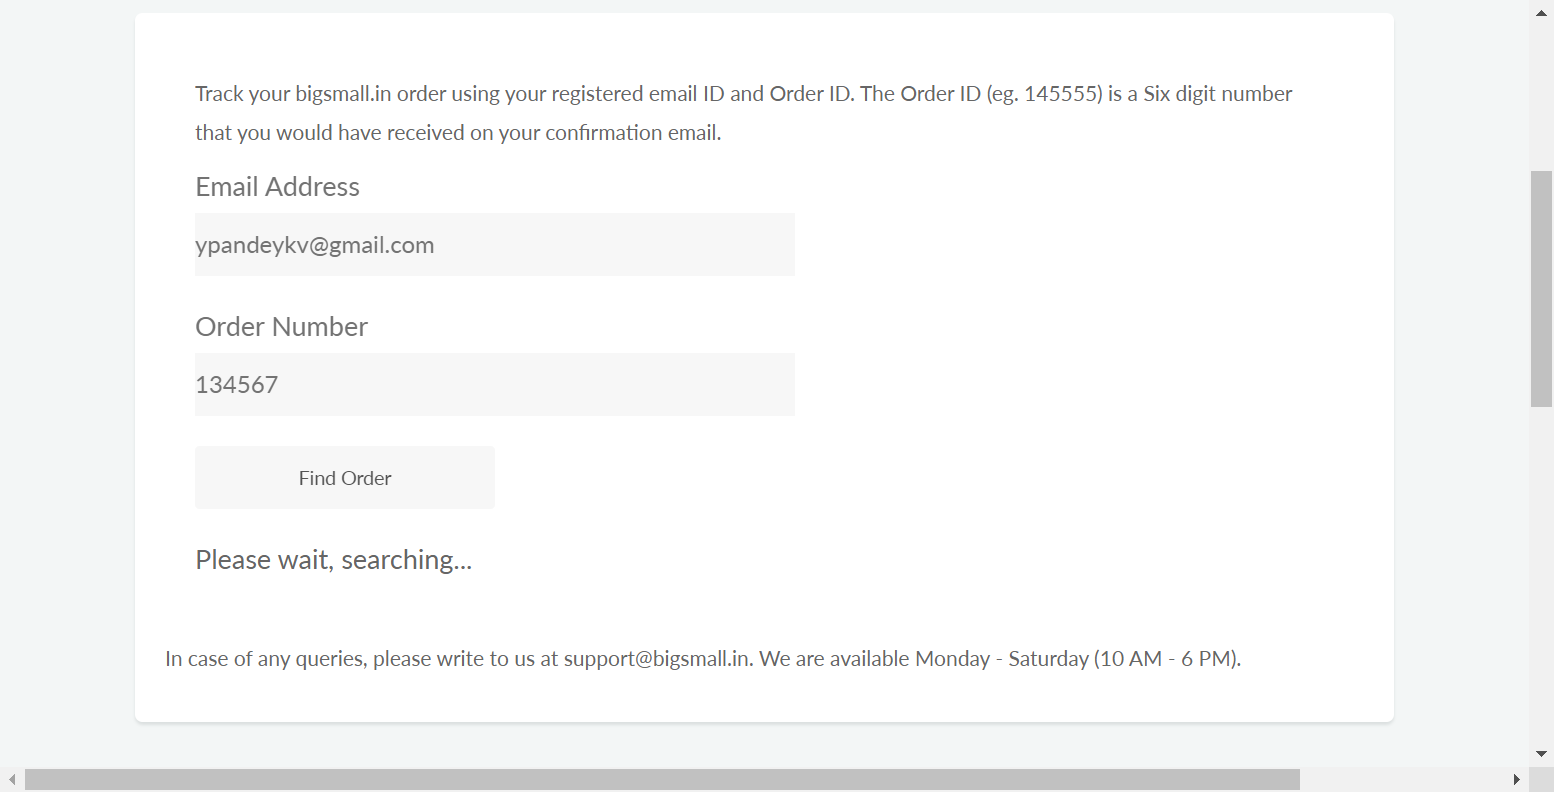 Track your bigsmall.in order using your registered email ID and Order ID. The Order ID (eg. 145555) is a Six digit number
that you would have received on your confirmation email.
Email Address
ypandeykv@gmail.com
Order Number
134567
Find Order
Please wait, searching...
In case of any queries, please write to us at support@bigsmall.in. We are available Monday - Saturday (10 AM - 6 PM).